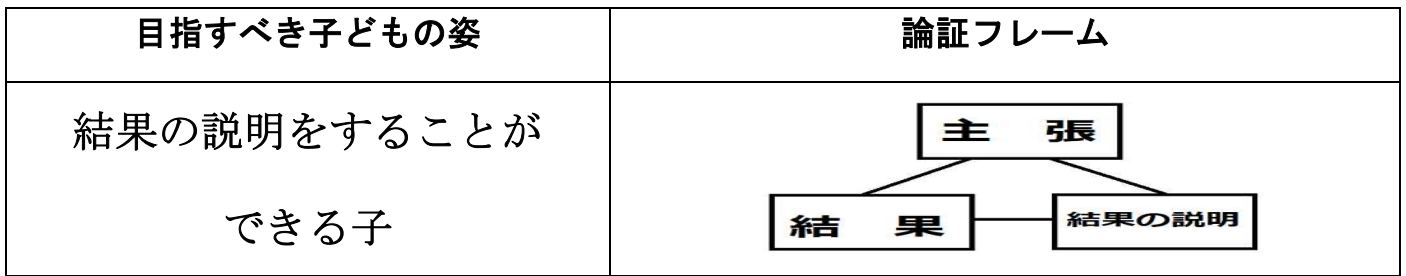 目指すべき子どもの姿
論証フレーム
結果の説明をすることが
できる子
主　張
結　果
結果の説明